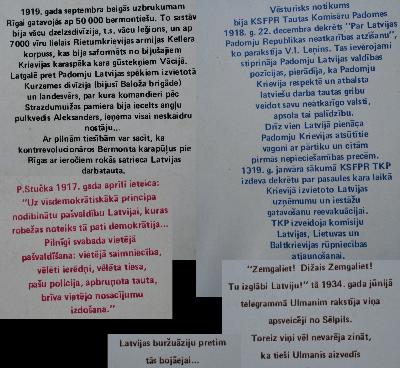 1919. gada septembra beigās uzbrukumam
Rīgai gatavojās ap 50 000 bermontiešu. To sastāv
bija vācu dzelzsdivīzija, t.s. vācu leģions, un ap
7000 vīru lielais Rietumkrievijas armijas Kellera
korpuss, kas bija saformēts no bijušajiem
Krievijas karaspēka kara gūstekņiem Vācijā.
Latgalē pret Padomju Latvijas spēkiem izvietotā
Kurzemes divīzija (bijusī Baloža brigāde)
un landesvērs, par kura komandieri pēc
Strazdumuižas pamiera bija iecelts angļu
pulkvedis Aleksanders, ieņēma visai neskaidru
nostāju...
Ar pilnām tiesībām var sacīt, ka
kontrrevolucionāros Bermonta karapūļus pie
Rīgas ar ieročiem rokās satrieca Latvijas
darbatauta,
P.Stučka 1917. gada aprīlī ieteica:
"Uz visdemokrātiskākā principa
nodibinātu pašvaldību Latvijai, kuras
robežas noteiks tā pati demokrātija...
Pilnīgi svabada vietējā
pašvaldīšana: vietējā saimniecība,
vēlēti ierēdņi, vēlēta tiesa,
pašu policija, apbruņota tauta,
brīva vietējo nosacījumu
izdošana."
Vēsturisks notikums
bija KSFPR Tautas Komisāru Padomes
1918. g. 22. decembra dekrēts "Par Latvijas
Padomju Republikas neatkarības atzīšanu",
ko parakstīja V.I. Ļeņins. Tas ievērojami
stiprināja Padomju Latvijas valdības
pozīcijas, pierādīja, ka Padomju
Krievija respektē un atbalsta
latviešu darba tautas gribu
veidot savu neatkarīgo valsti,
apsola tai palīdzību.
Drīz vien Latvijā pienāca
Padomju Krievijas atsūtītie
vagoni ar pārtiku un citām
pirmās nepieciešamības precēm.
1919. g. janvāra sākumā KSFPR TKP
izdeva dekrētu par pasaules kara laikā
Krievijā izvietoto Latvijas
uzņēmumu un iestāžu
gatavošanu reevakuācijai.
TKP izveidoja komisiju
Latvijas, Lietuvas un
Baltkrievijas rūpniecības
atjaunošanai.
"Zemgalieti! Dižais Zemgalieti!
Tu izglābi Latviju!" tā 1934. gada jūnijā
telegrammā Ulmanim rakstīja viņa
apsveicēji no Sēlpils.
Toreiz viņi vēl nevarēja zināt,
ka tieši Ulmanis aizvedīs
Latvijas buržuāziju pretim
tās bojāejai...